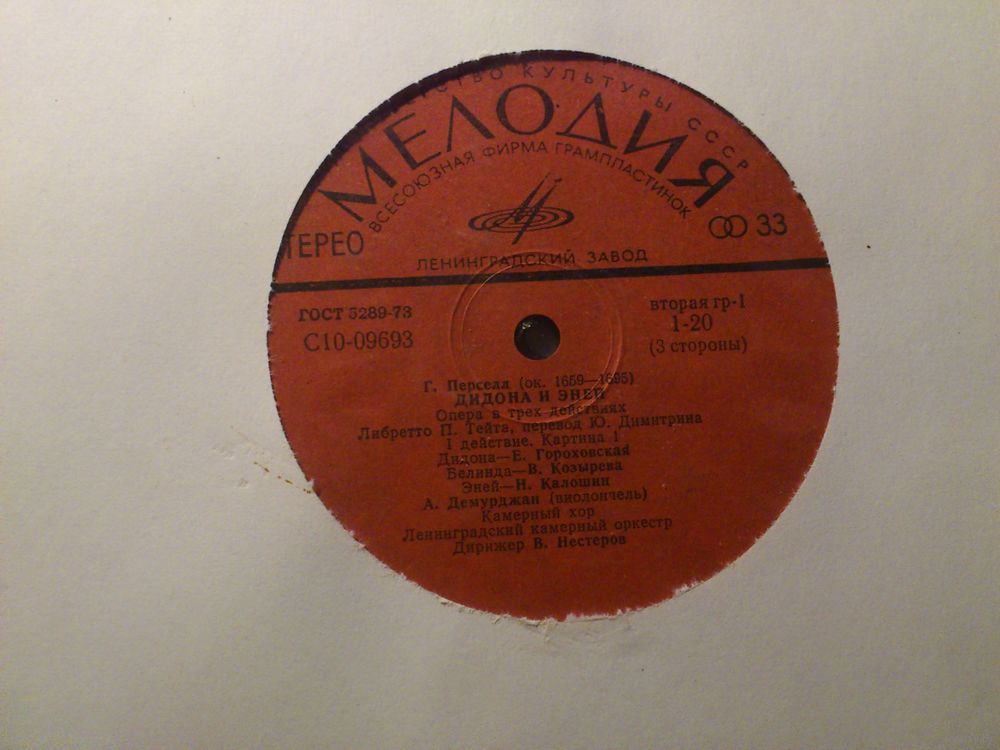 СТВО КУЛЬТУРЫ СССР
МЕЛОДИЯ
ВСЕСОЮЗНАЯ ФИРМА ГРАМПЛАСТИНОК
ТЕРЕО
33
ЛЕНИНГРАДСКИЙ ЗАВОД
ГОСТ 5289-73
С10-09693
вторая гр-1
1-20
(3 стороны)
Г. Перселл (ок. 1659—1695)
ДИДОНА И ЭНЕЙ
Опера в трех действиях
Либретто П. Тейта, перевод Ю. Димитрина
I действие. Картина 1
Дидона—Е. Гороховская
Белинда—В. Козырева
Эней—Н. Калошин
А. Демурджан (виолончель)
Камерный хор
Ленинградский камерный оркестр
Дирижер В. Нестеров